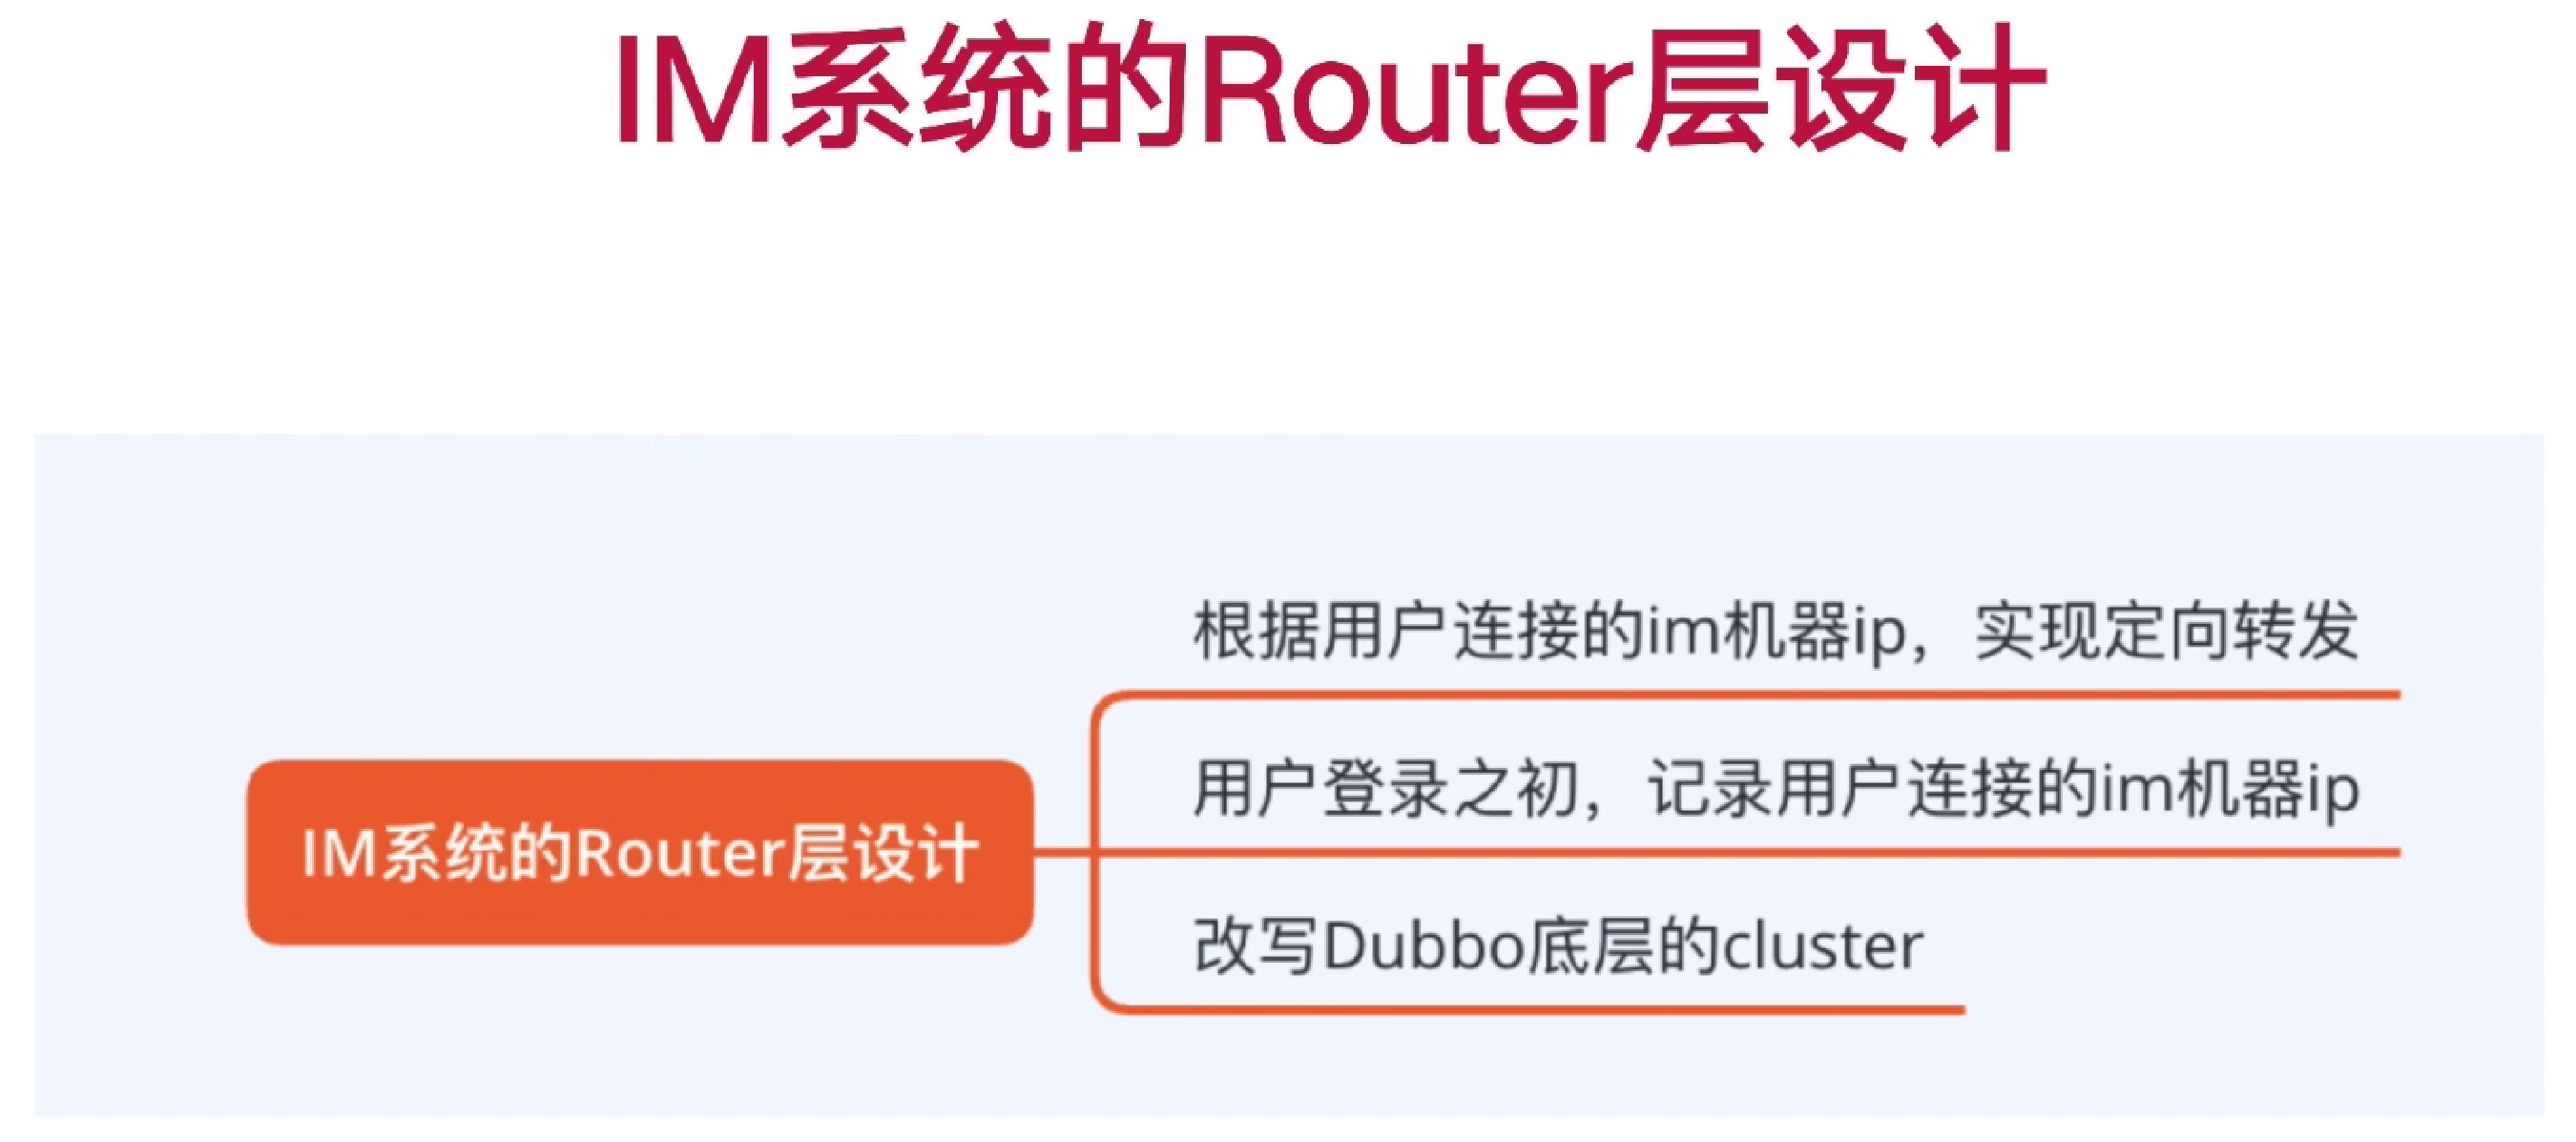 IM系统的Router层设计
根据用户连接的im机器ip，实现定向转发
用户登录之初，记录用户连接的im机器ip
IM系统的Router层设计
改写Dubbo底层的cluster